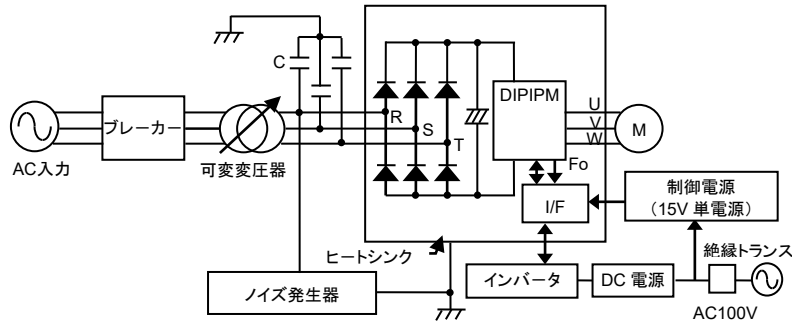 C
DIPIPM
ブレーカー
R
S
T
U
V
W
M
AC入力
可変変圧器
Fo
I/F
制御電源
(15V 単電源)
ヒートシンク
絶縁トランス
ノイズ発生器
インバータ
DC 電源
AC100V